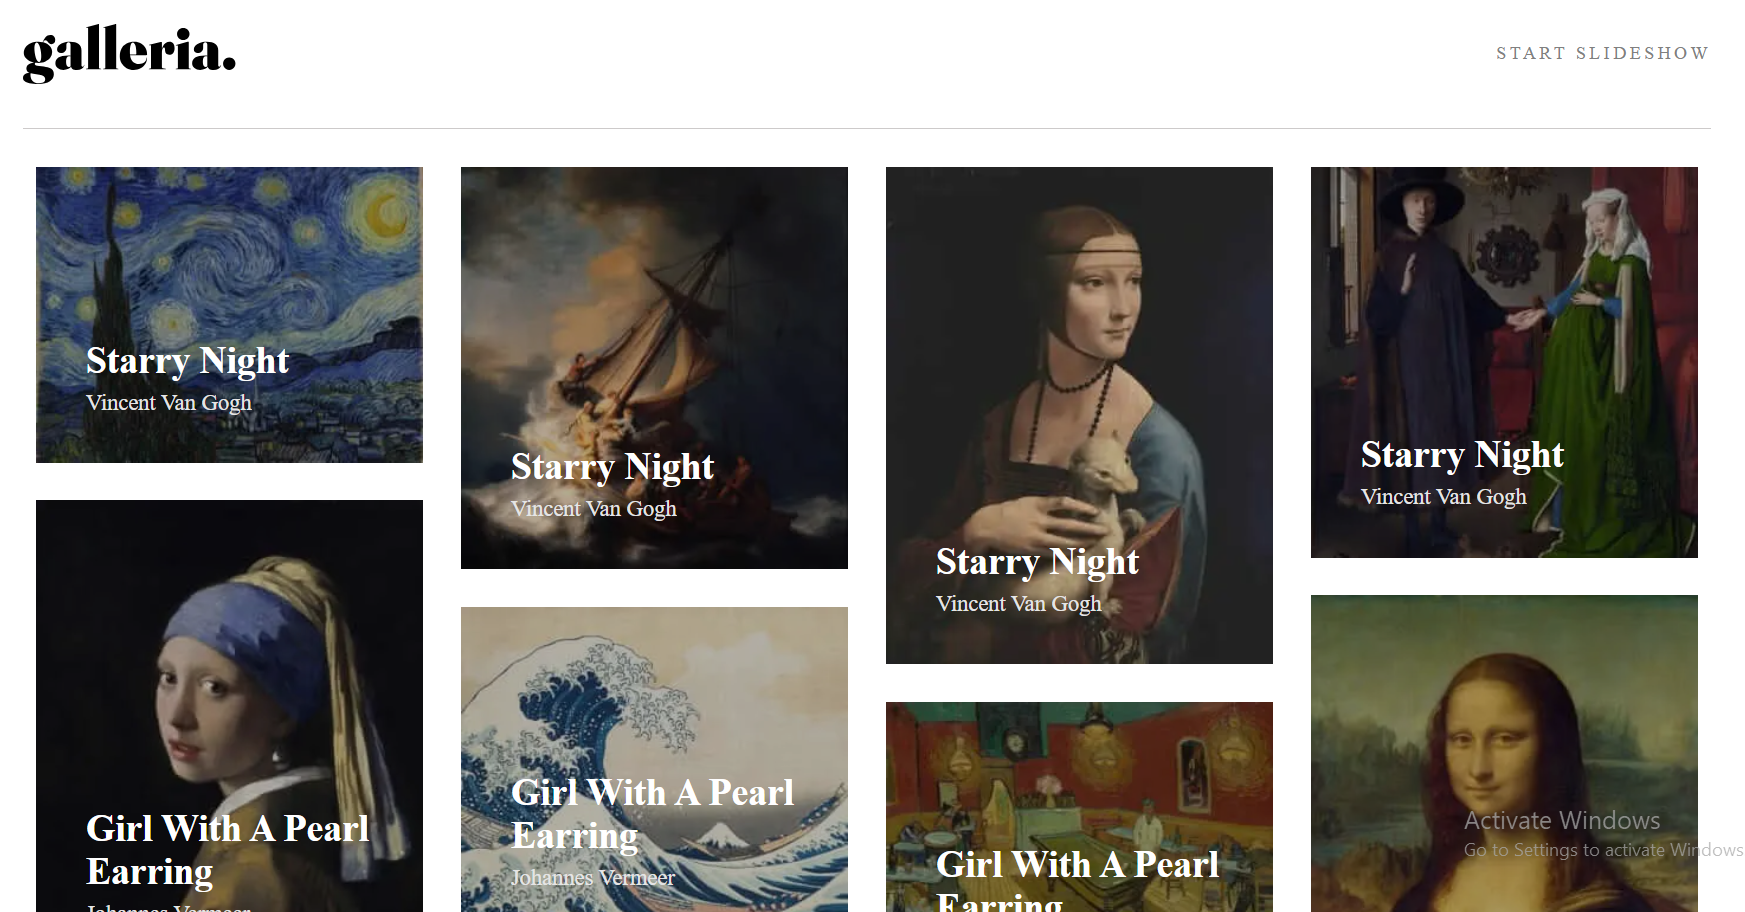 galleria.
START SLIDESHOW
Starry Night
Vincent Van Gogh
Starry Night
Vincent Van Gogh
Starry Night
Vincent Van Gogh
Starry Night
Vincent Van Gogh
Girl With A Pearl
Earring
Johannes Vermeer
Girl With A Pearl
Earring
Johannes Vermeer
Girl With A Pearl
Earring
Activate Windows
Go to Settings to activate Windows